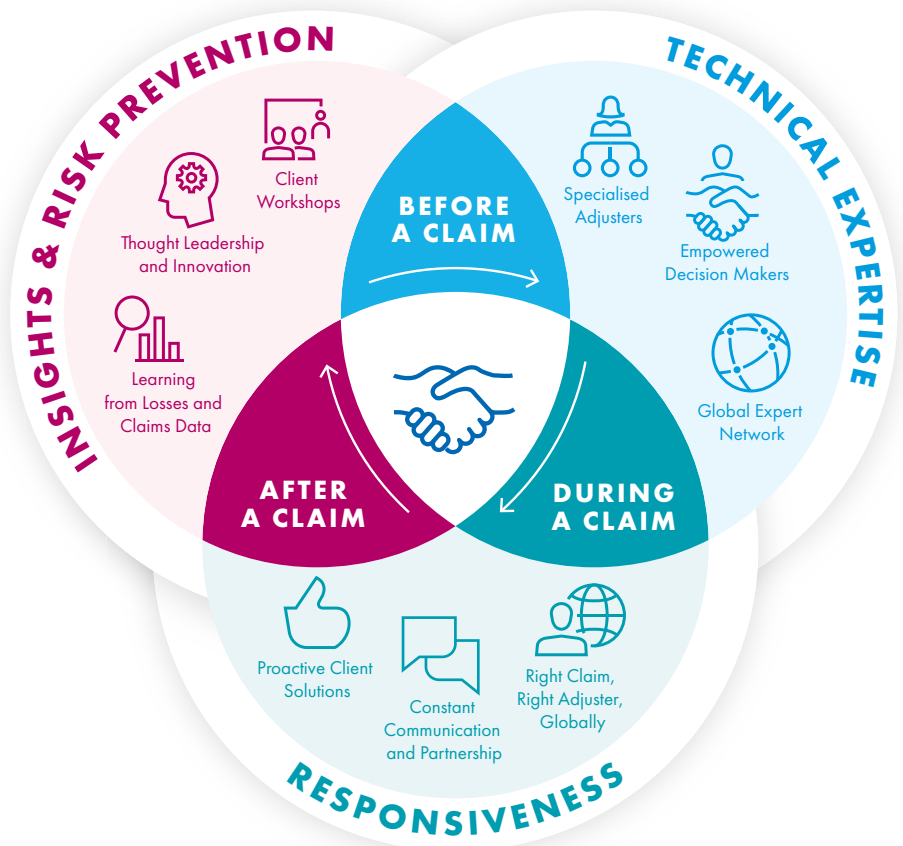 INSIGHTS & RISK PREVENTION
Client
Workshops
Thought Leadership
and Innovation
Learning
from Losses and
Claims Data
TECHNICAL EXPERTISE
Specialised
Adjusters
Empowered
Decision Makers
Global Expert
Network
BEFORE
A CLAIM
AFTER
A CLAIM
DURING
A CLAIM
Proactive Client
Solutions
Constant
Communication
and Partnership
Right Claim,
Right Adjuster,
Globally
RESPONSIVENESS